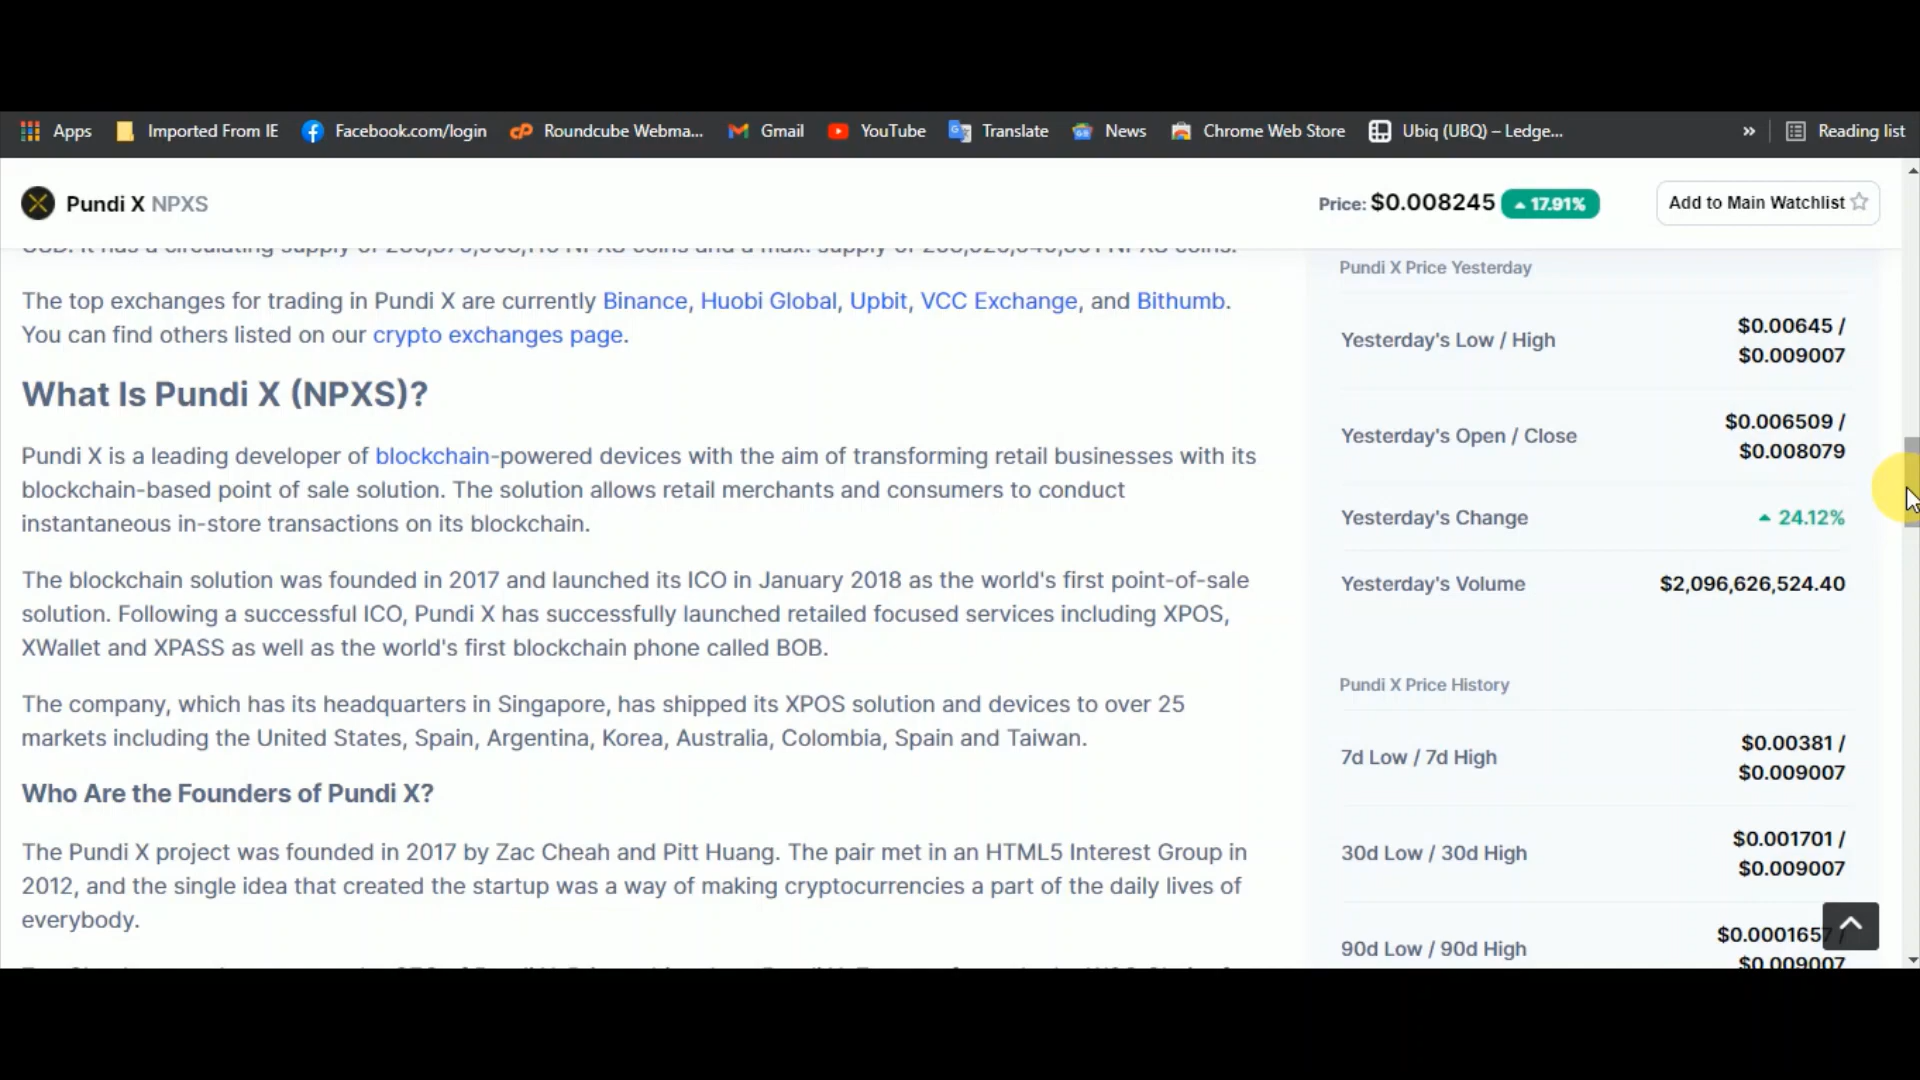 Apps Imported From IE Facebook.com/login Roundcube Webma... Gmail YouTube Translate News Chrome Web Store Ubiq (UBQ) – Ledge... » Reading list
Pundi X NPXS
Price: $0.008245 17.91% Add to Main Watchlist
The top exchanges for trading in Pundi X are currently Binance, Huobi Global, Upbit, VCC Exchange, and Bithumb.
You can find others listed on our crypto exchanges page.
What Is Pundi X (NPXS)?
Pundi X is a leading developer of blockchain-powered devices with the aim of transforming retail businesses with its
blockchain-based point of sale solution. The solution allows retail merchants and consumers to conduct
instantaneous in-store transactions on its blockchain.
The blockchain solution was founded in 2017 and launched its ICO in January 2018 as the world's first point-of-sale
solution. Following a successful ICO, Pundi X has successfully launched retailed focused services including XPOS,
XWallet and XPASS as well as the world's first blockchain phone called BOB.
The company, which has its headquarters in Singapore, has shipped its XPOS solution and devices to over 25
markets including the United States, Spain, Argentina, Korea, Australia, Colombia, Spain and Taiwan.
Who Are the Founders of Pundi X?
The Pundi X project was founded in 2017 by Zac Cheah and Pitt Huang. The pair met in an HTML5 Interest Group in
2012, and the single idea that created the startup was a way of making cryptocurrencies a part of the daily lives of
everybody.
Pundi X Price Yesterday
Yesterday's Low / High
$0.00645 /
$0.009007
Yesterday's Open / Close
$0.006509 /
$0.008079
Yesterday's Change
24.12%
Yesterday's Volume
$2,096,626,524.40
Pundi X Price History
7d Low / 7d High
$0.00381 /
$0.009007
30d Low / 30d High
$0.001701 /
$0.009007
90d Low / 90d High
$0.0001657 /
$0.009007